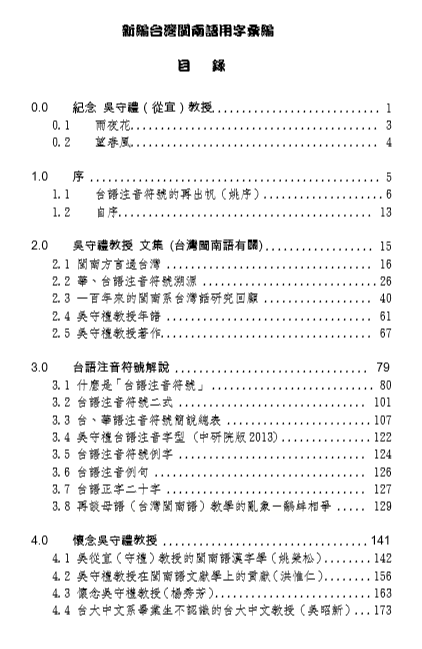 新編台灣閩南語用字彙編
目 錄
0.0 紀念 吳守禮（從宜）教授........................... 1
0.1 雨夜花................................. 3
0.2 望春風................................. 4
1.0 序 ........................................ 5
1.1 台語注音符號的再出帆（姚序）....................6
1.2 自序................................... 13
2.0 吳守禮教授 文集 (台灣閩南語有關).................. 15
2.1 閩南方言過台灣 ............................ 16
2.2 華、台語注音符號溯源 ........................26
2.3 一百年來的閩南系台灣話研究回顧 ................ 40
2.4 吳守禮教授年譜 ............................ 61
2.5 吳守禮教授著作............................. 67
3.0 台語注音符號解說 ............................ 79
3.1 什麼是「台語注音符號」 ...................... 80
3.2 台語注音符號二式 .......................... 101
3.3 台、華語注音符號簡說總表 .....................107
3.4 吳守禮台語注音字型 (中研院版 2013).............122
3.5 台語注音符號例字 .......................... 124
3.6 台語注音例句 ............................. 126
3.7 台語正字二十字 ............................ 127
3.8 再談母語（台灣閩南語）教學的亂象－鷸蚌相爭 ..... 129
4.0 懷念吳守禮教授 ..............................141
4.1 吳從宜（守禮）教授的閩南語漢字學（姚榮松)........142
4.2 吳守禮教授在閩南語文獻學上的貢獻（洪惟仁).......156
4.3 懷念吳守禮教授（楊秀芳)......................163
4.4 台大中文系畢業生不認識的台大中文教授（吳昭新)...173